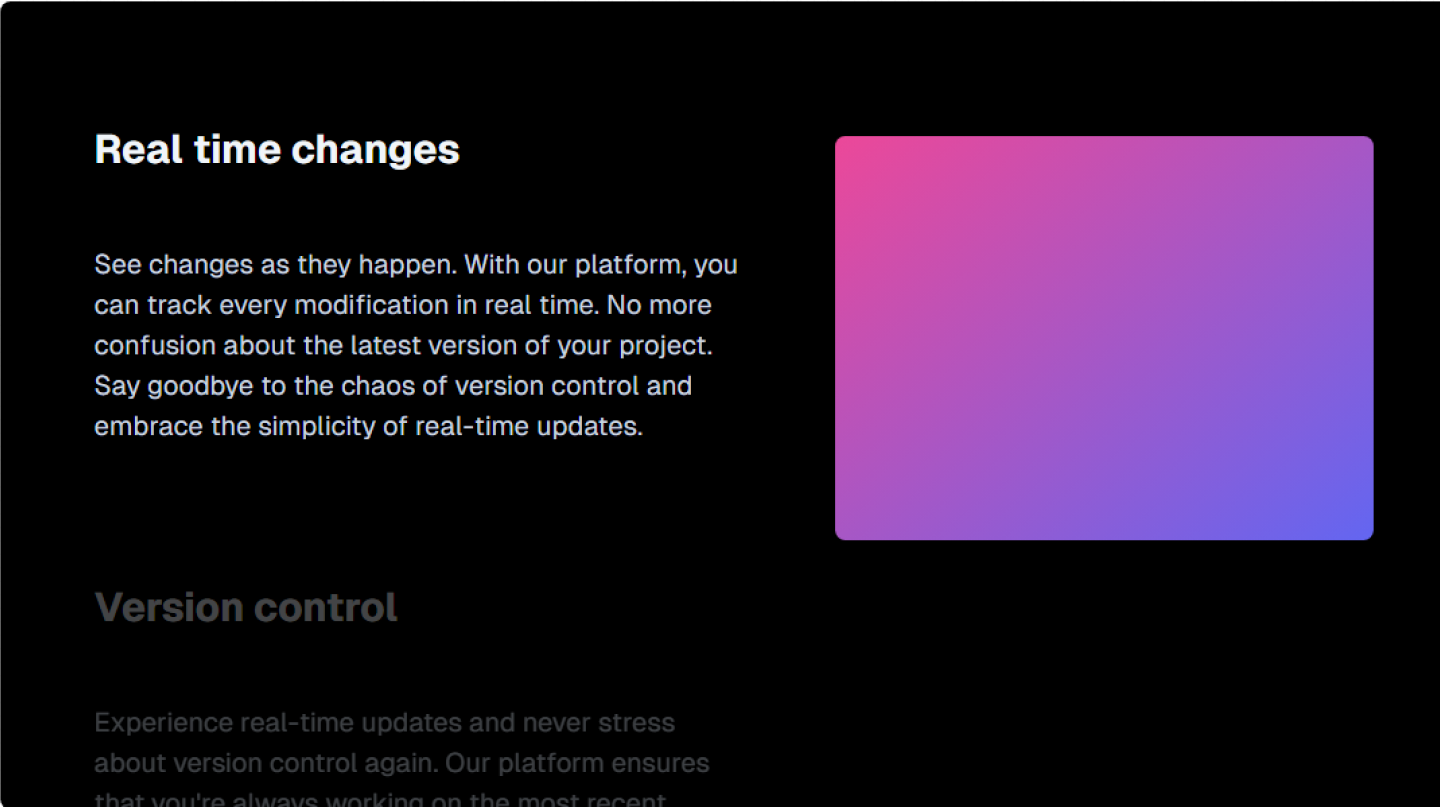 Real time changes
See changes as they happen. With our platform, you
can track every modification in real time. No more
confusion about the latest version of your project.
Say goodbye to the chaos of version control and
embrace the simplicity of real-time updates.
Version control
Experience real-time updates and never stress
about version control again. Our platform ensures
that you're always working on the most recent